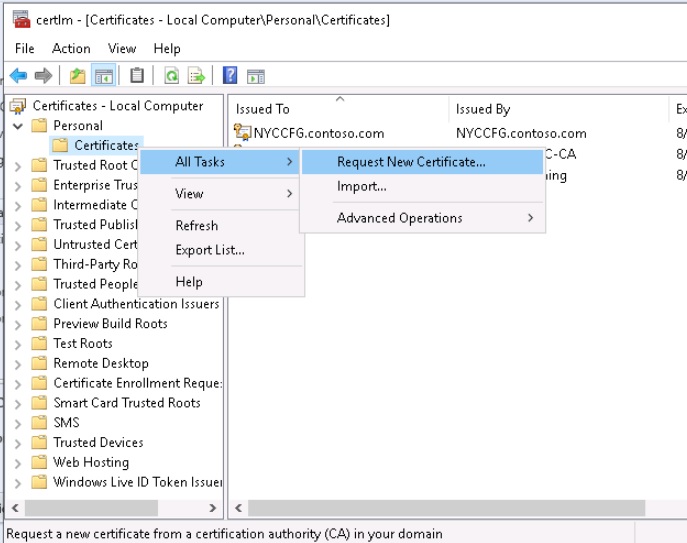 certlm - [Certificates - Local Computer\Personal\Certificates]
File Action View Help
Certificates - Local Computer
Personal
Certificates
Trusted Root C
Enterprise Trus
Intermediate C
Trusted Publis
Untrusted Cert
Third-Party Ro
Trusted People
Client Authentication Issuers
Preview Build Roots
Test Roots
Remote Desktop
Certificate Enrollment Reque
Smart Card Trusted Roots
SMS
Trusted Devices
Web Hosting
Windows Live ID Token Issuer
Issued To Issued By Ex
NYCCFG.contoso.com NYCCFG.contoso.com 8/
C-CA 8/
ing 8/
All Tasks
View
Refresh
Export List...
Help
Request New Certificate...
Import...
Advanced Operations
Request a new certificate from a certification authority (CA) in your domain